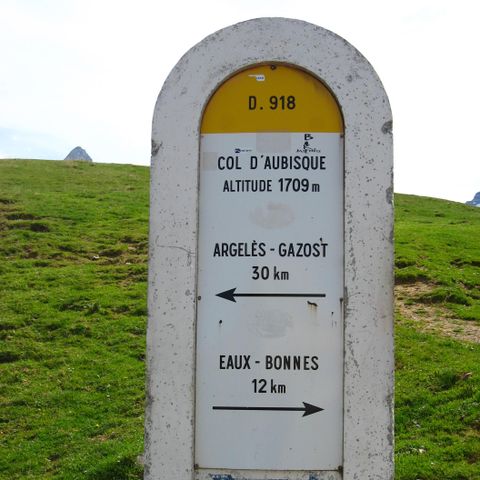 D. 918
COL D'AUBISQUE
ALTITUDE 1709 m
ARGELÈS - GAZOST
30 km
EAUX - BONNES
12 km